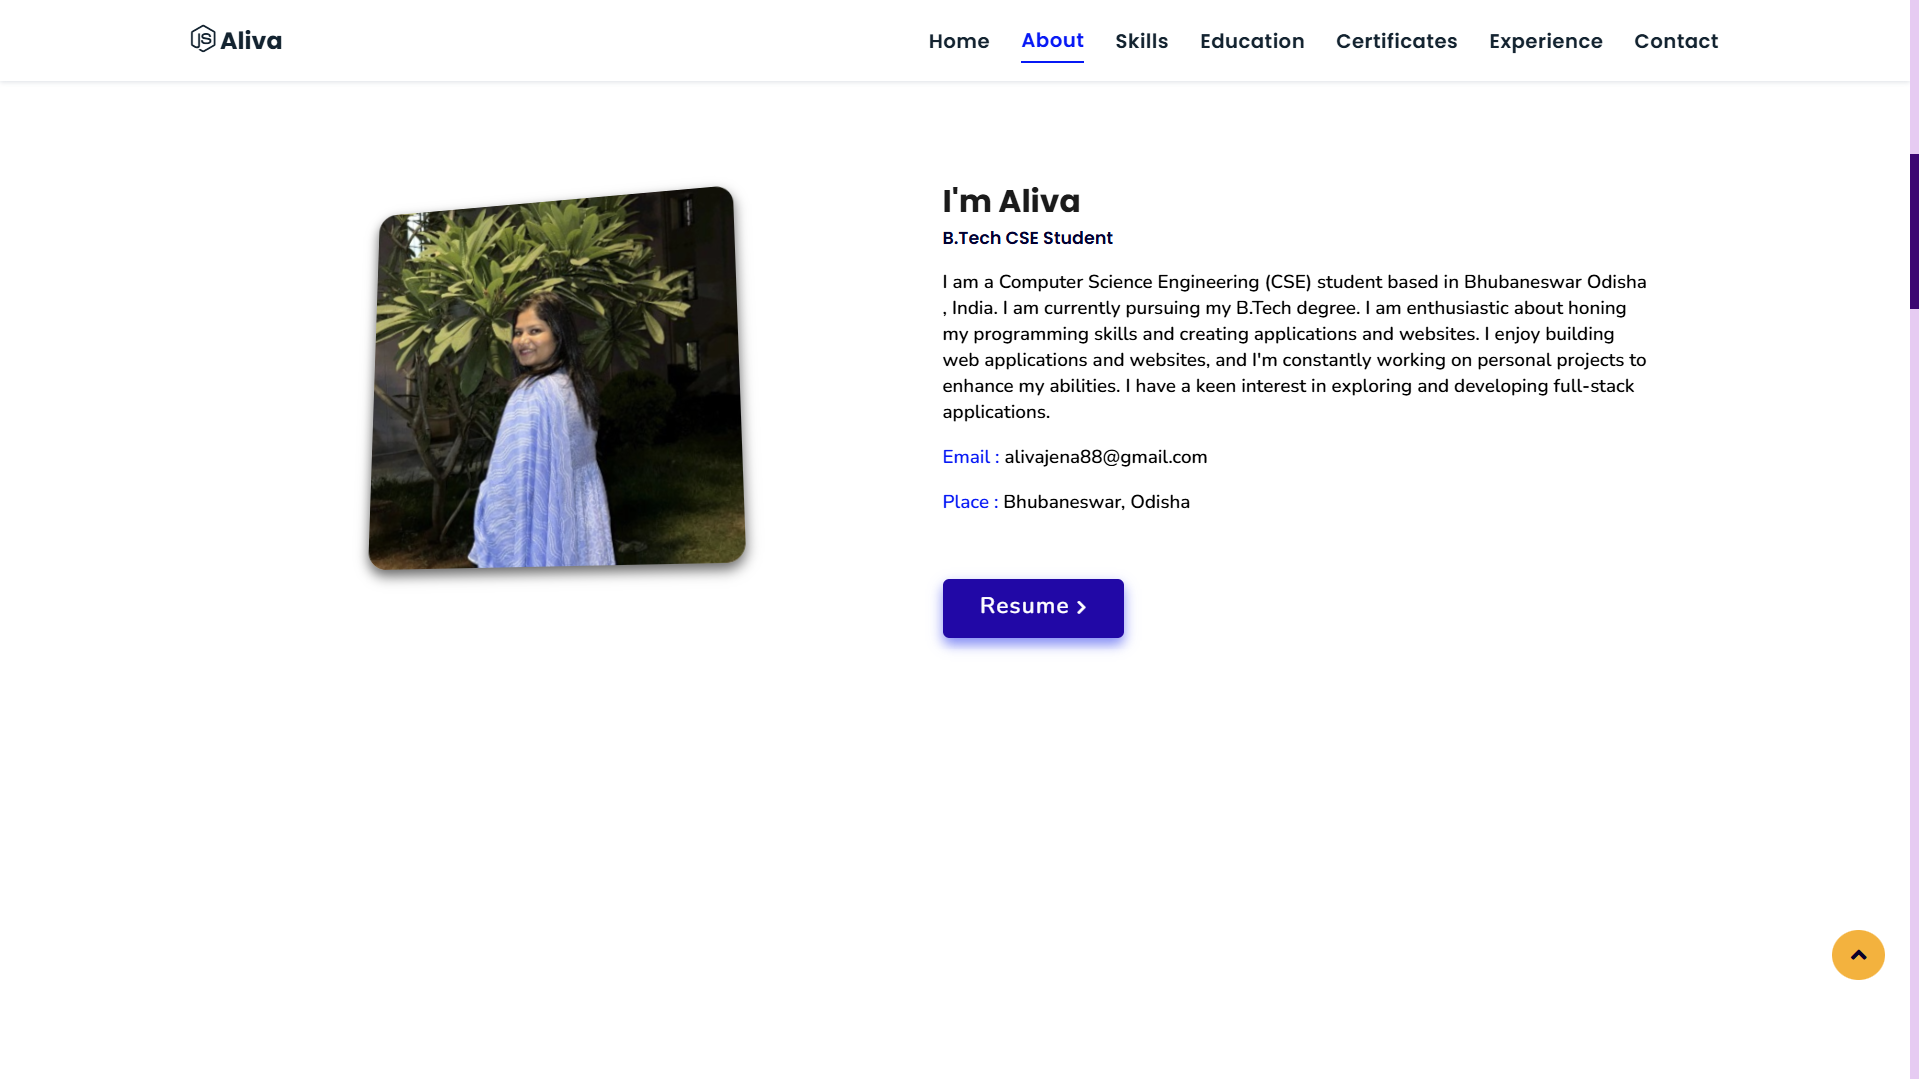 JS Aliva
Home About Skills Education Certificates Experience Contact
I'm Aliva
B.Tech CSE Student
I am a Computer Science Engineering (CSE) student based in Bhubaneswar Odisha
, India. I am currently pursuing my B.Tech degree. I am enthusiastic about honing
my programming skills and creating applications and websites. I enjoy building
web applications and websites, and I'm constantly working on personal projects to
enhance my abilities. I have a keen interest in exploring and developing full-stack
applications.
Email : alivajena88@gmail.com
Place : Bhubaneswar, Odisha
Resume